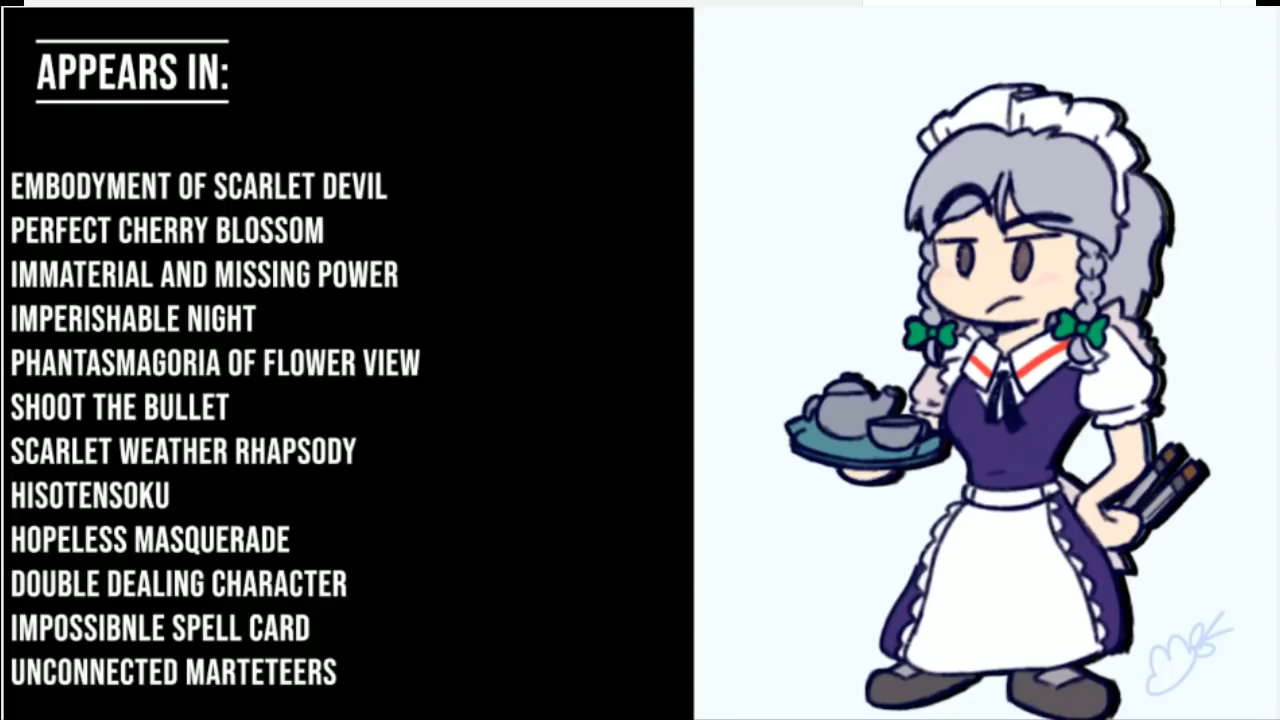 APPEARS IN:
EMBODYMENT OF SCARLET DEVIL
PERFECT CHERRY BLOSSOM
IMMATERIAL AND MISSING POWER
IMPERISHABLE NIGHT
PHANTASMAGORIA OF FLOWER VIEW
SHOOT THE BULLET
SCARLET WEATHER RHAPSODY
HISOTENSOKU
HOPELESS MASQUERADE
DOUBLE DEALING CHARACTER
IMPOSSIBNLE SPELL CARD
UNCONNECTED MARTETEERS